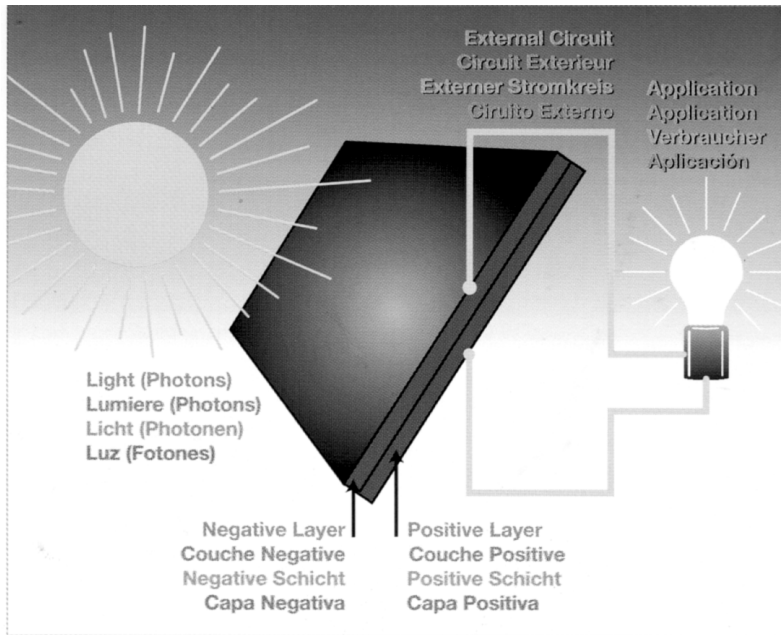 External Circuit
Circuit Exterieur
Externer Stromkreis
Ciruito Externo
Application
Application
Verbraucher
Aplicación
Light (Photons)
Lumiere (Photons)
Licht (Photonen)
Luz (Fotones)
Negative Layer
Couche Negative
Negative Schicht
Capa Negativa
Positive Layer
Couche Positive
Positive Schicht
Capa Positiva